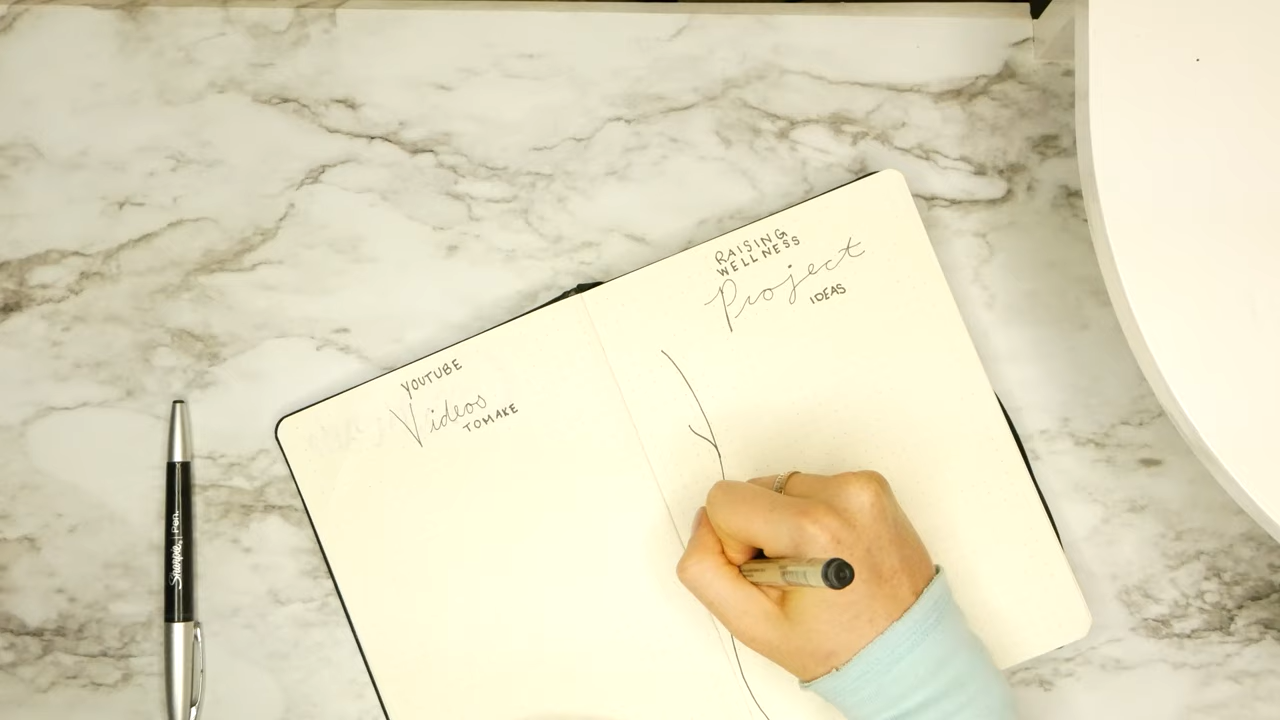 YOUTUBE
Videos
TO MAKE
RAISING
WELLNESS
Project
IDEAS
Sharpie. | Pen.